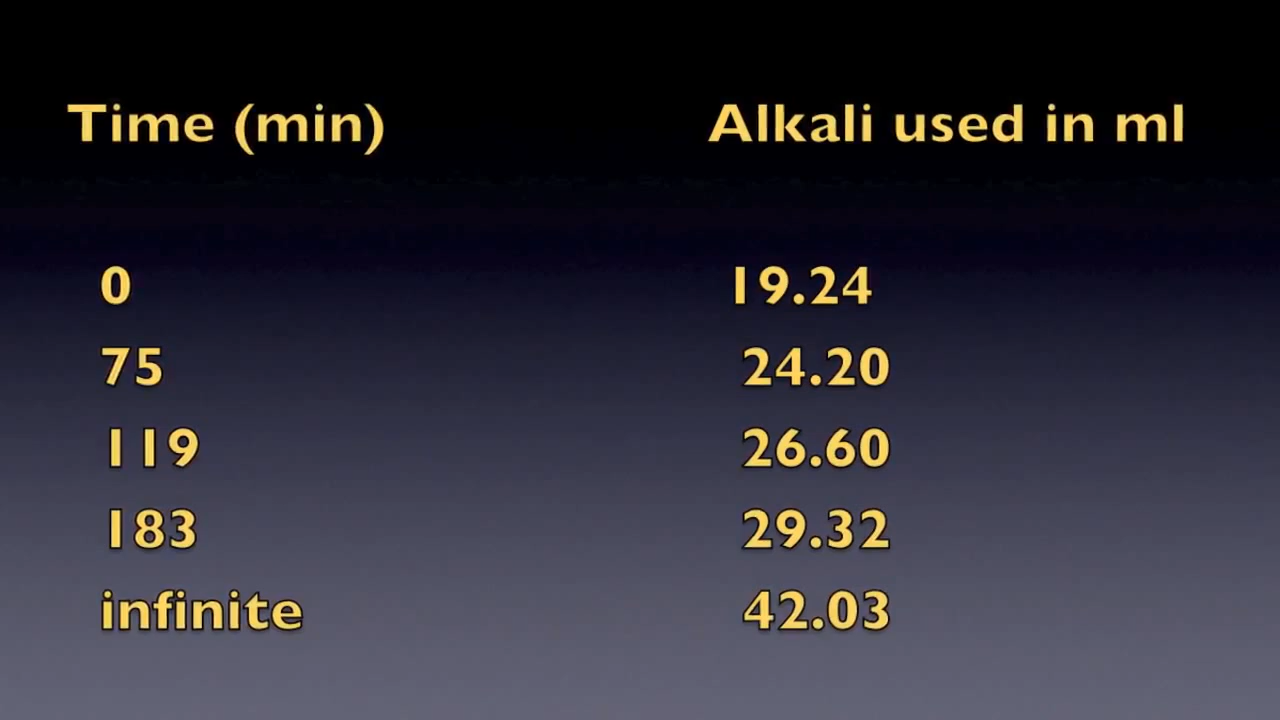 Time (min) Alkali used in ml
0 19.24
75 24.20
119 26.60
183 29.32
infinite 42.03